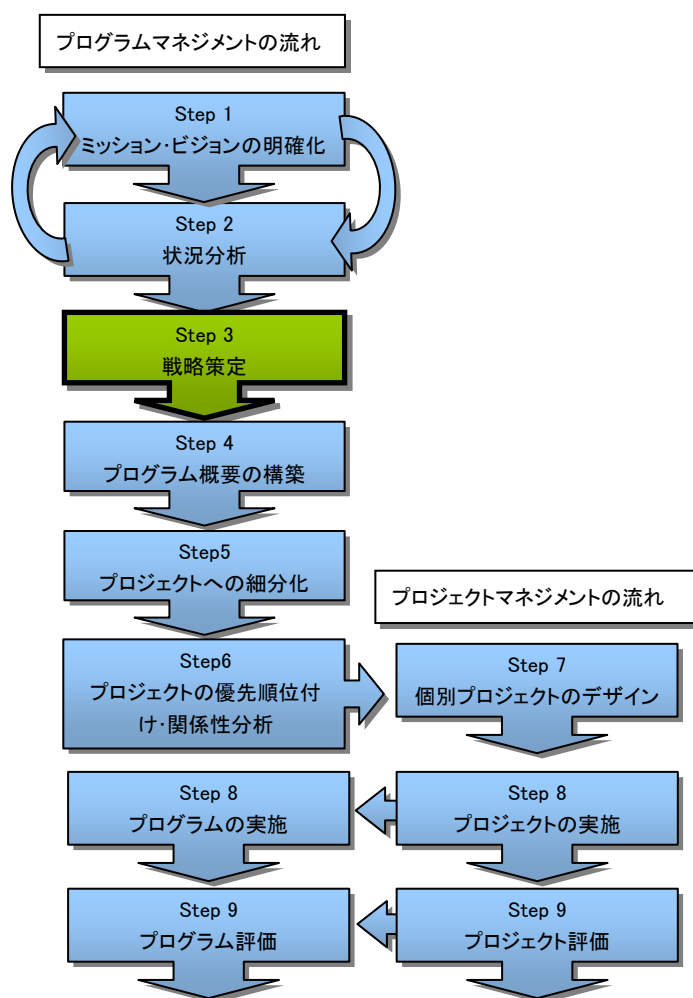 プログラムマネジメントの流れ
Step 1
ミッション・ビジョンの明確化
Step 2
状況分析
Step 3
戦略策定
Step 4
プログラム概要の構築
Step5
プロジェクトへの細分化
プロジェクトマネジメントの流れ
Step6
プロジェクトの優先順位付
け・関係性分析
Step 7
個別プロジェクトのデザイン
Step 8
プログラムの実施
Step 8
プロジェクトの実施
Step 9
プログラム評価
Step 9
プロジェクト評価